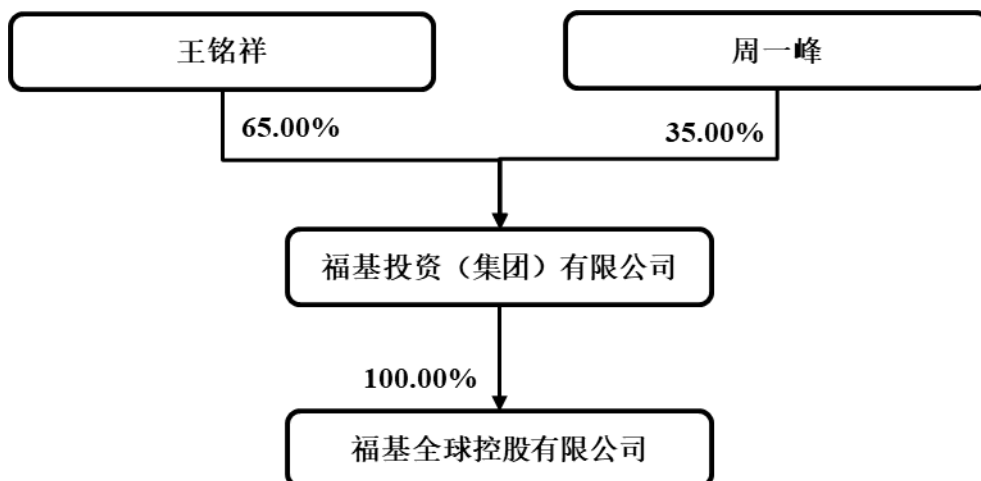 王铭祥
周一峰
65.00%
35.00%
福基投资（集团）有限公司
100.00%
福基全球控股有限公司